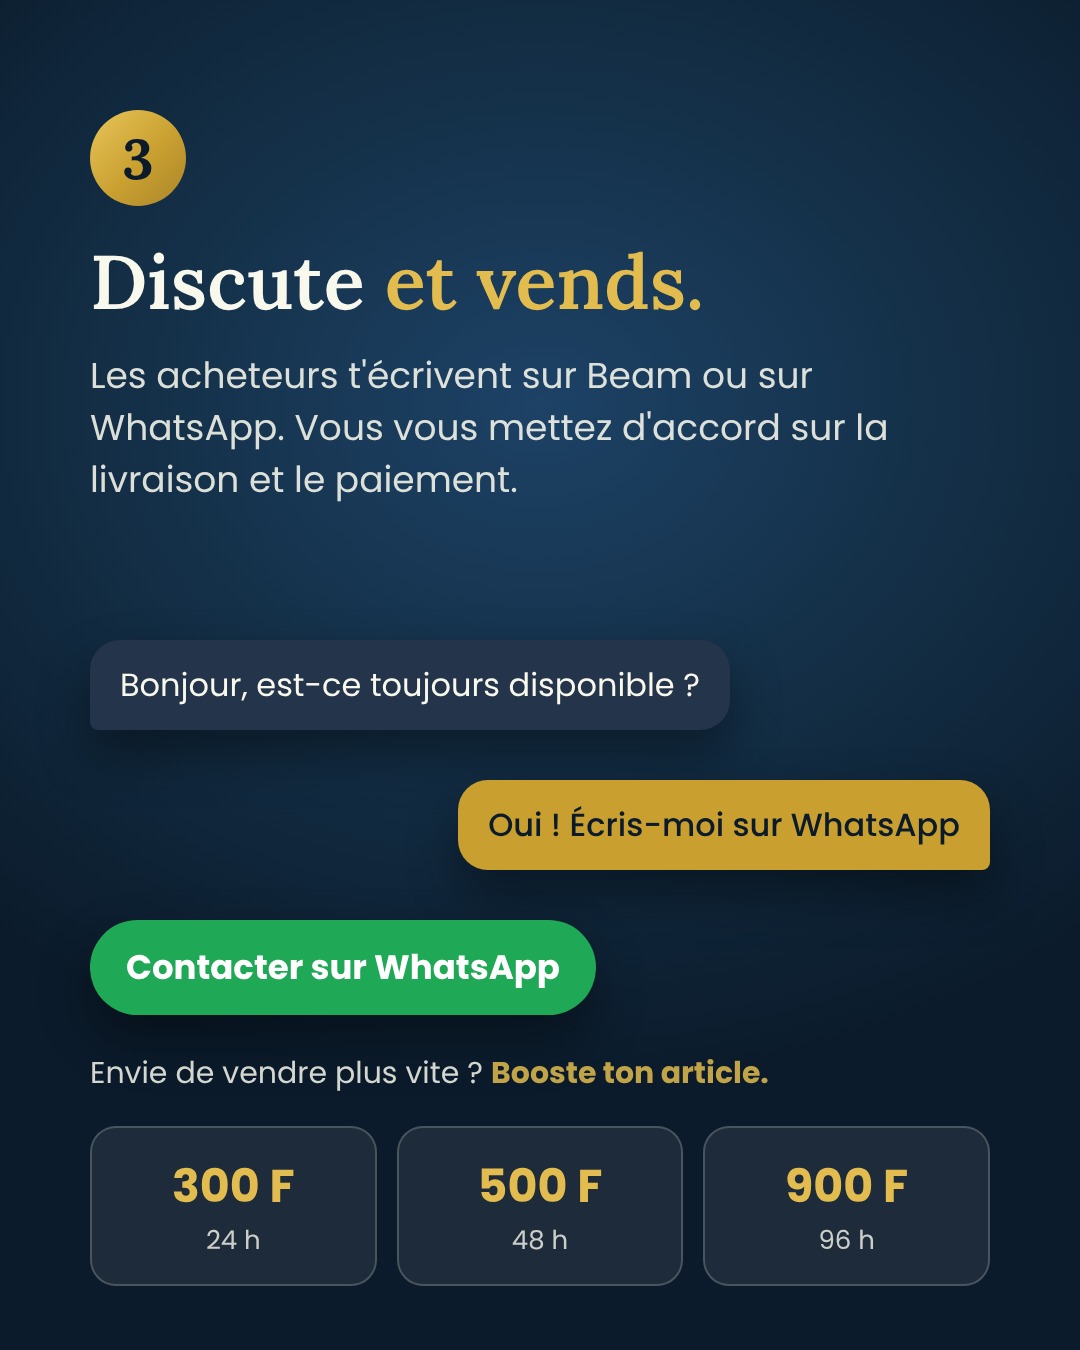 3
Discute et vends.
Les acheteurs t'écrivent sur Beam ou sur
WhatsApp. Vous vous mettez d'accord sur la
livraison et le paiement.
Bonjour, est-ce toujours disponible ?
Oui ! Écris-moi sur WhatsApp
Contacter sur WhatsApp
Envie de vendre plus vite ? Booste ton article.
300 F
24 h
500 F
48 h
900 F
96 h